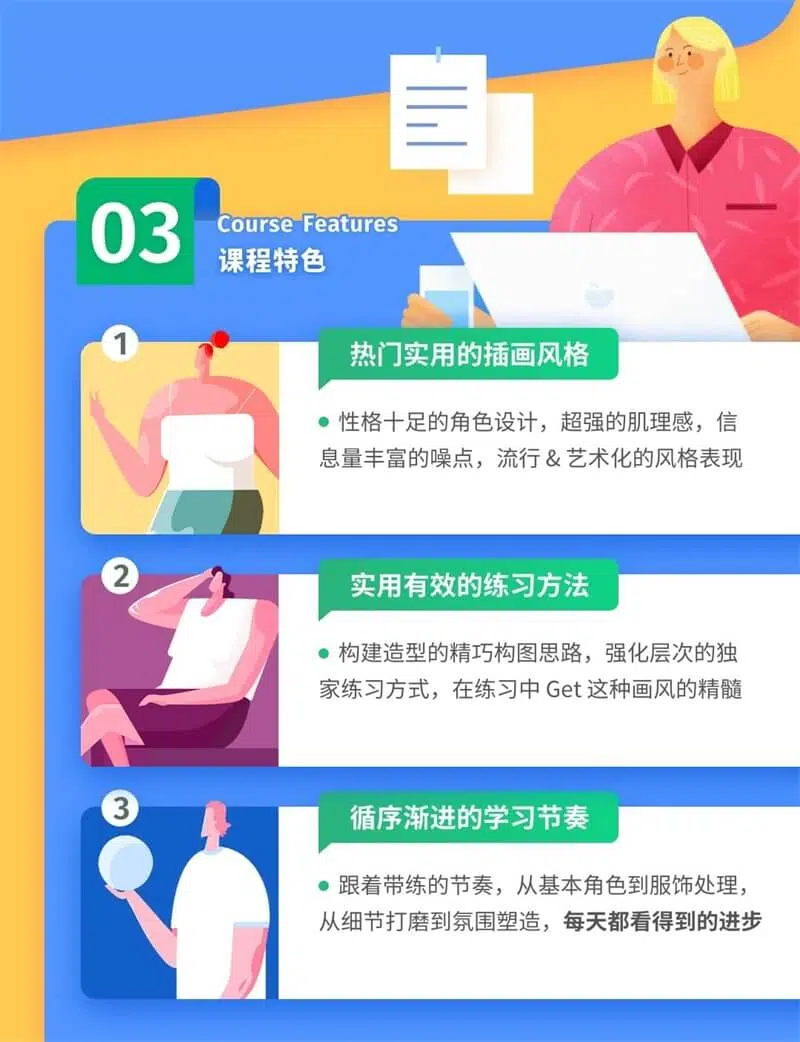 03
Course Features
课程特色
1
热门实用的插画风格
性格十足的角色设计，超强的肌理感，信
息量丰富的噪点，流行 & 艺术化的风格表现
2
实用有效的练习方法
构建造型的精巧构图思路，强化层次的独
家练习方式，在练习中 Get 这种画风的精髓
3
循序渐进的学习节奏
跟着带练的节奏，从基本角色到服饰处理，
从细节打磨到氛围塑造，每天都看得到的进步